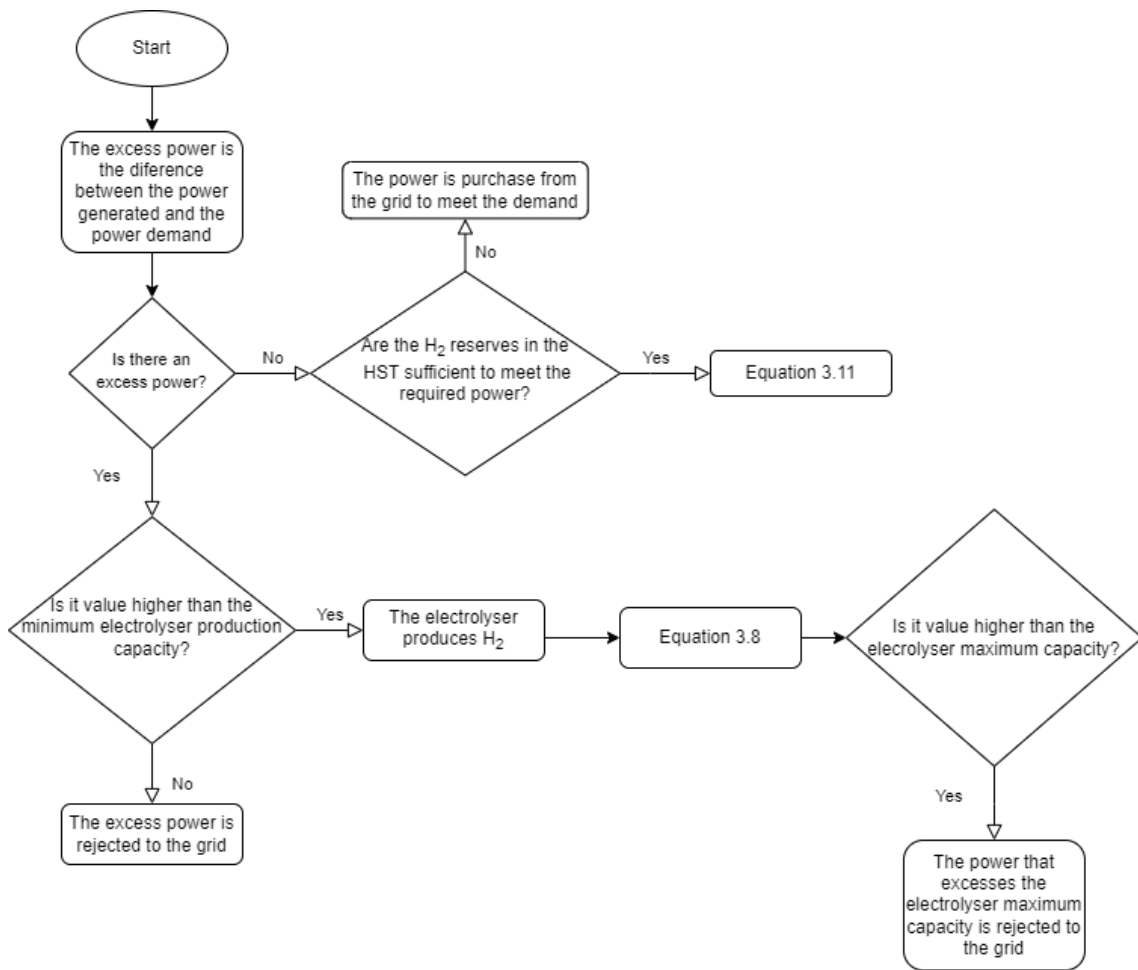 Start
The excess power is
the diference
between the power
generated and the
power demand
The power is purchase from
the grid to meet the demand
No
Is there an
excess power?
No
Are the H₂ reserves in the
HST sufficient to meet the
required power?
Yes
Equation 3.11
Yes
Is it value higher than the
minimum electrolyser production
capacity?
Yes
The electrolyser
produces H₂
Equation 3.8
Is it value higher than the
elecrolyser maximum capacity?
No
The excess power is
rejected to the grid
Yes
The power that
excesses the
electrolyser maximum
capacity is rejected to
the grid